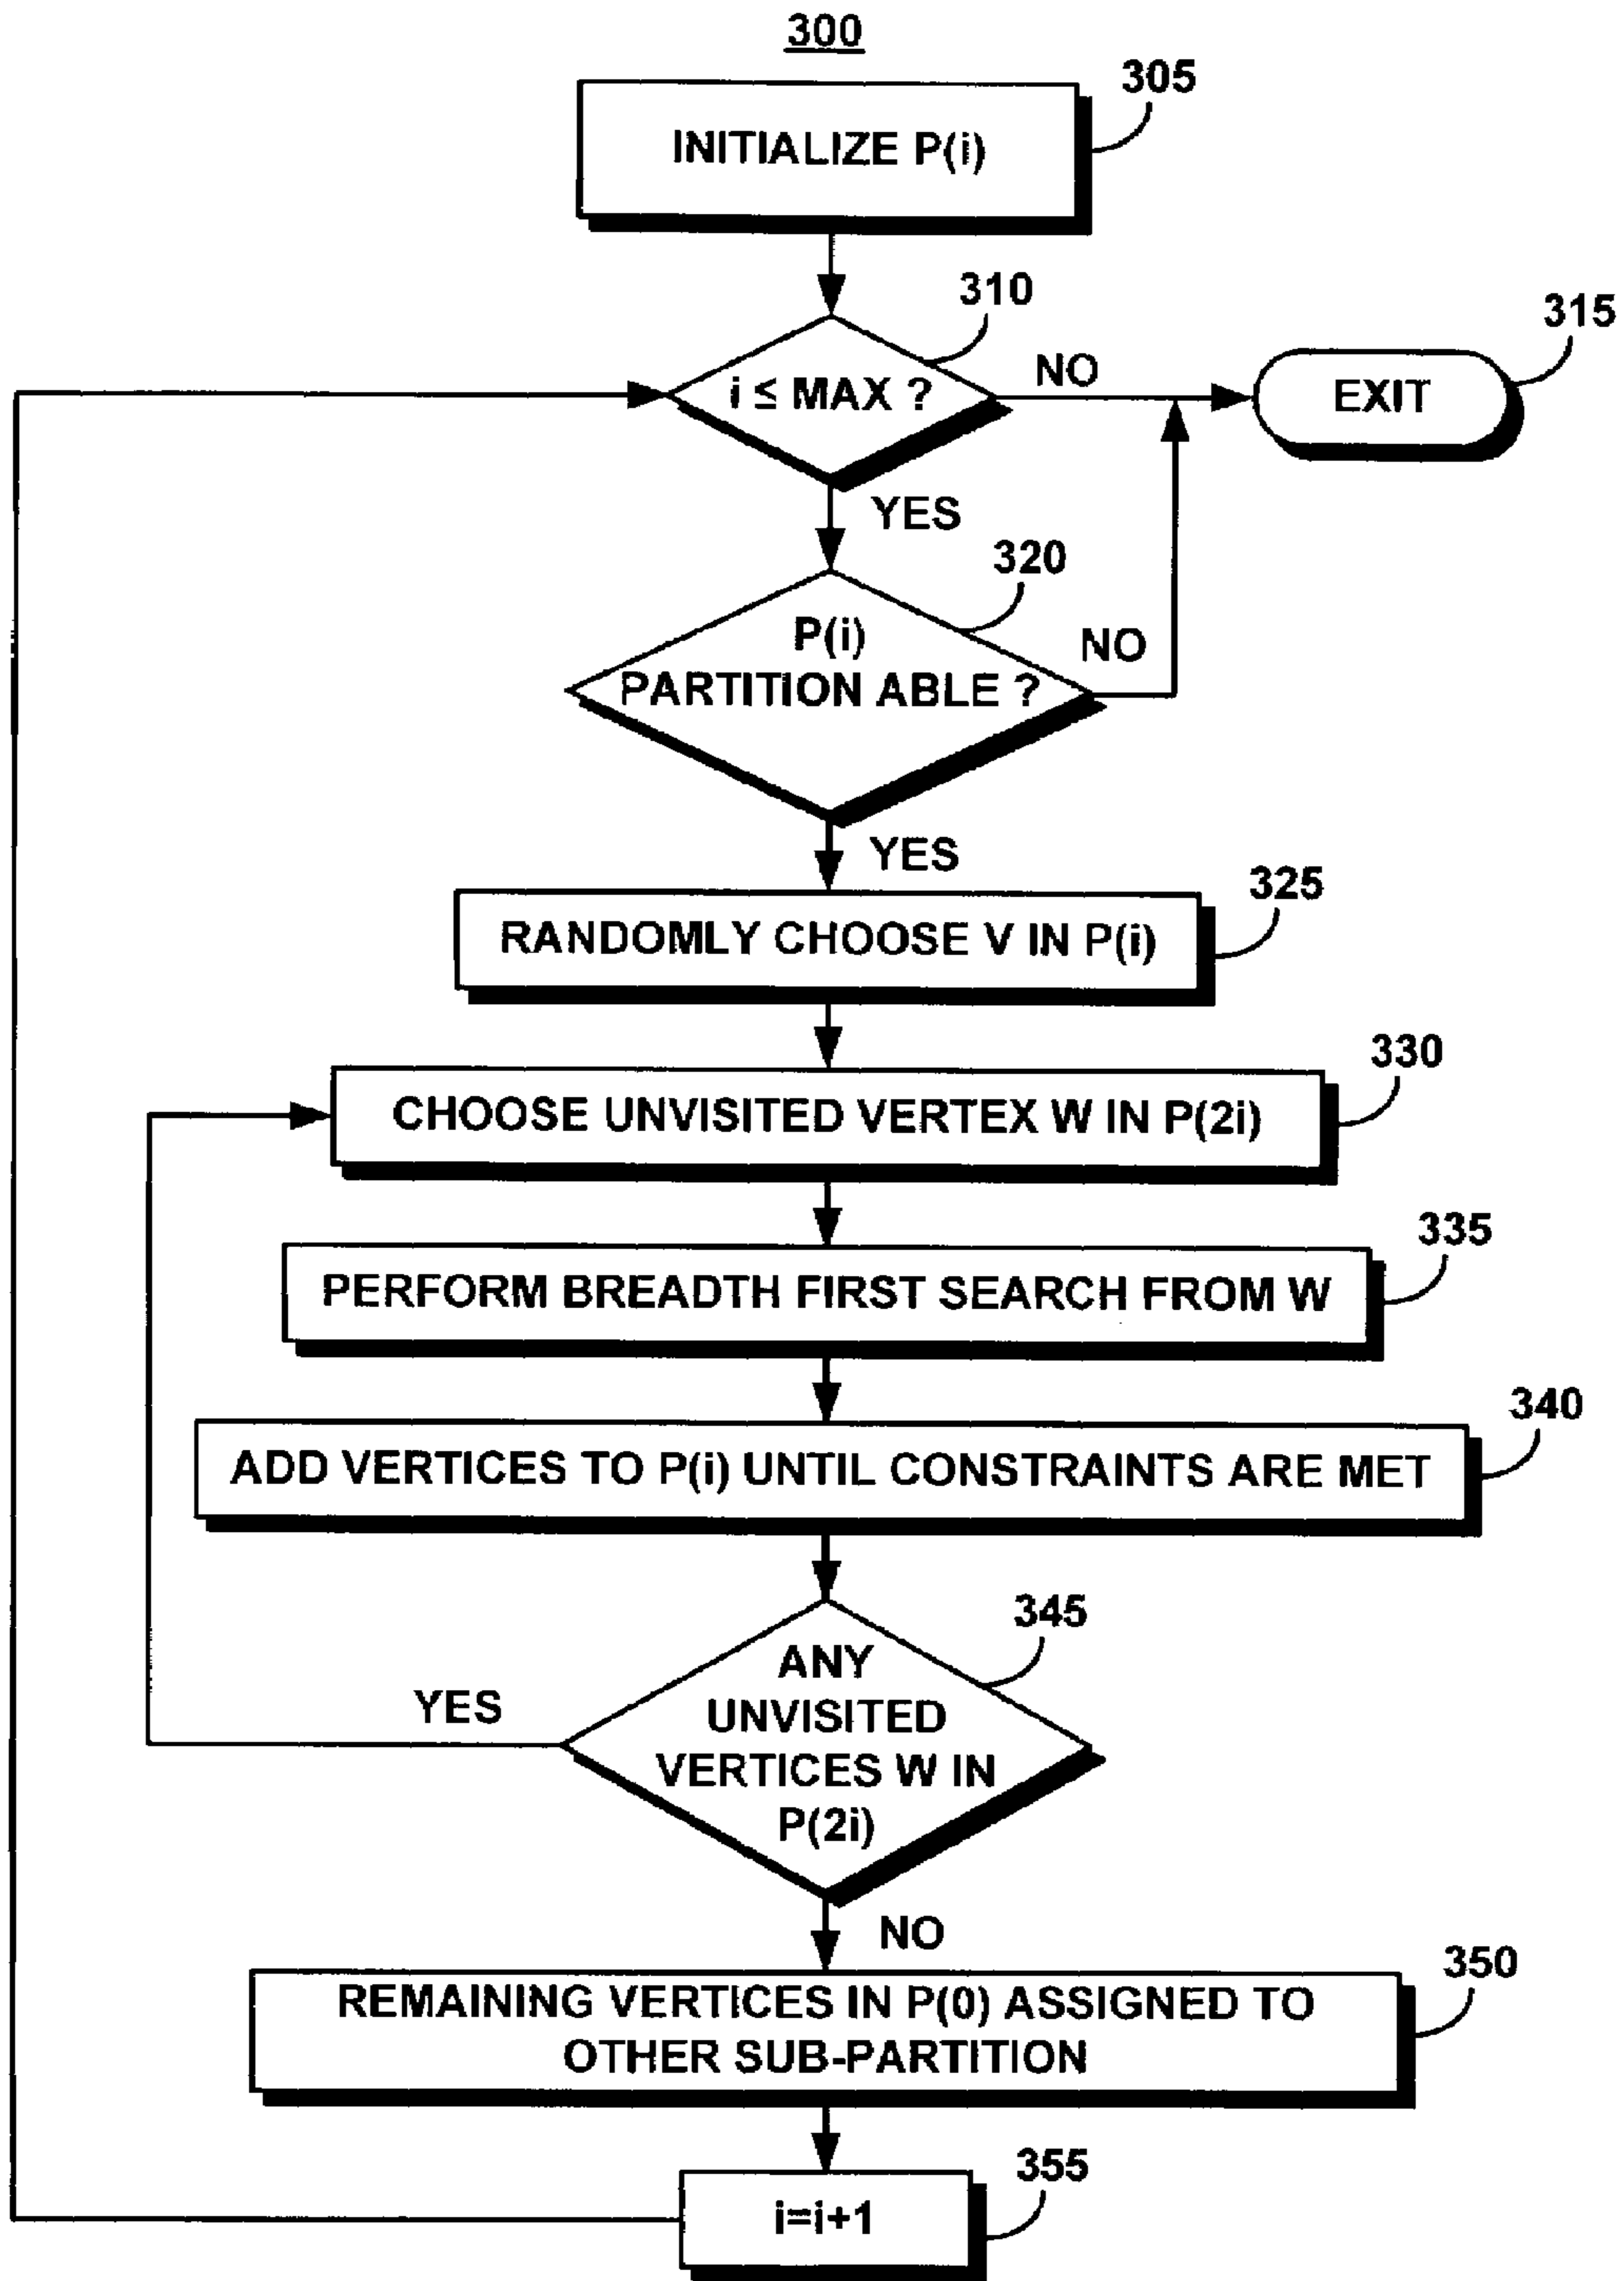 300
305
INITIALIZE P(i)
310
315
i ≤ MAX ?
NO
EXIT
YES
320
P(i)
PARTITION ABLE ?
NO
YES
325
RANDOMLY CHOOSE V IN P(i)
330
CHOOSE UNVISITED VERTEX W IN P(2i)
335
PERFORM BREADTH FIRST SEARCH FROM W
340
ADD VERTICES TO P(i) UNTIL CONSTRAINTS ARE MET
345
ANY
UNVISITED
VERTICES W IN
P(2i)
YES
NO
350
REMAINING VERTICES IN P(0) ASSIGNED TO
OTHER SUB-PARTITION
355
i=i+1